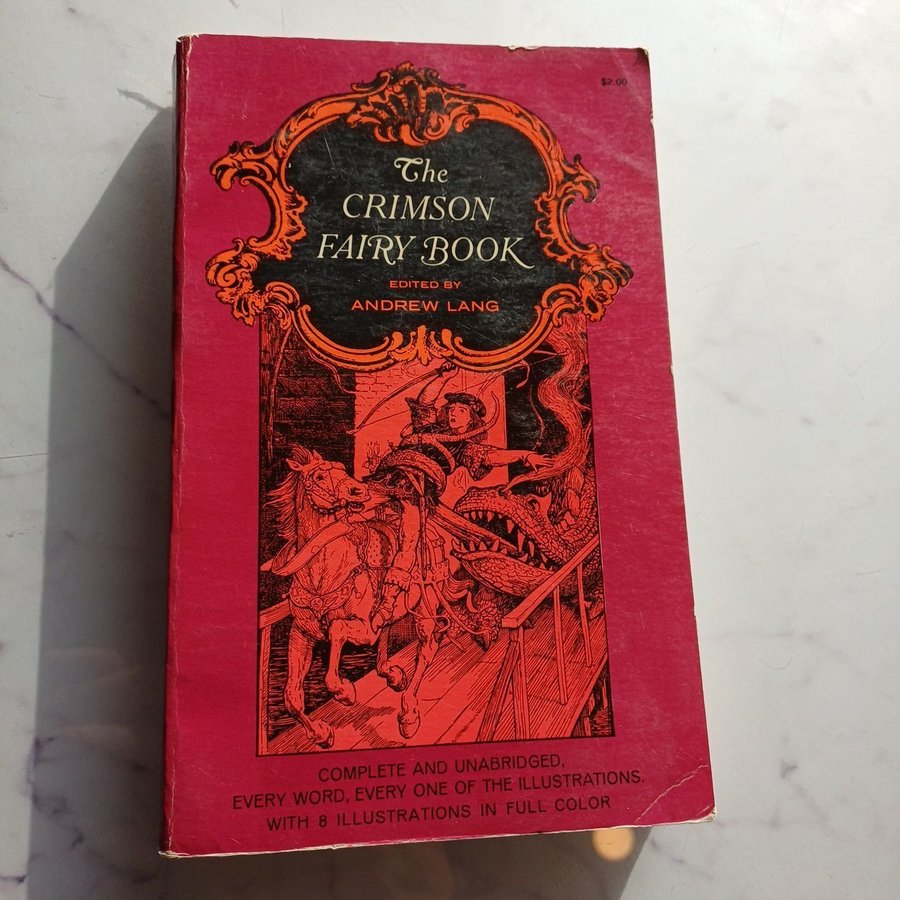 $2.00
The
CRIMSON
FAIRY BOOK
EDITED BY
ANDREW LANG
COMPLETE AND UNABRIDGED,
EVERY WORD, EVERY ONE OF THE ILLUSTRATIONS.
WITH 8 ILLUSTRATIONS IN FULL COLOR